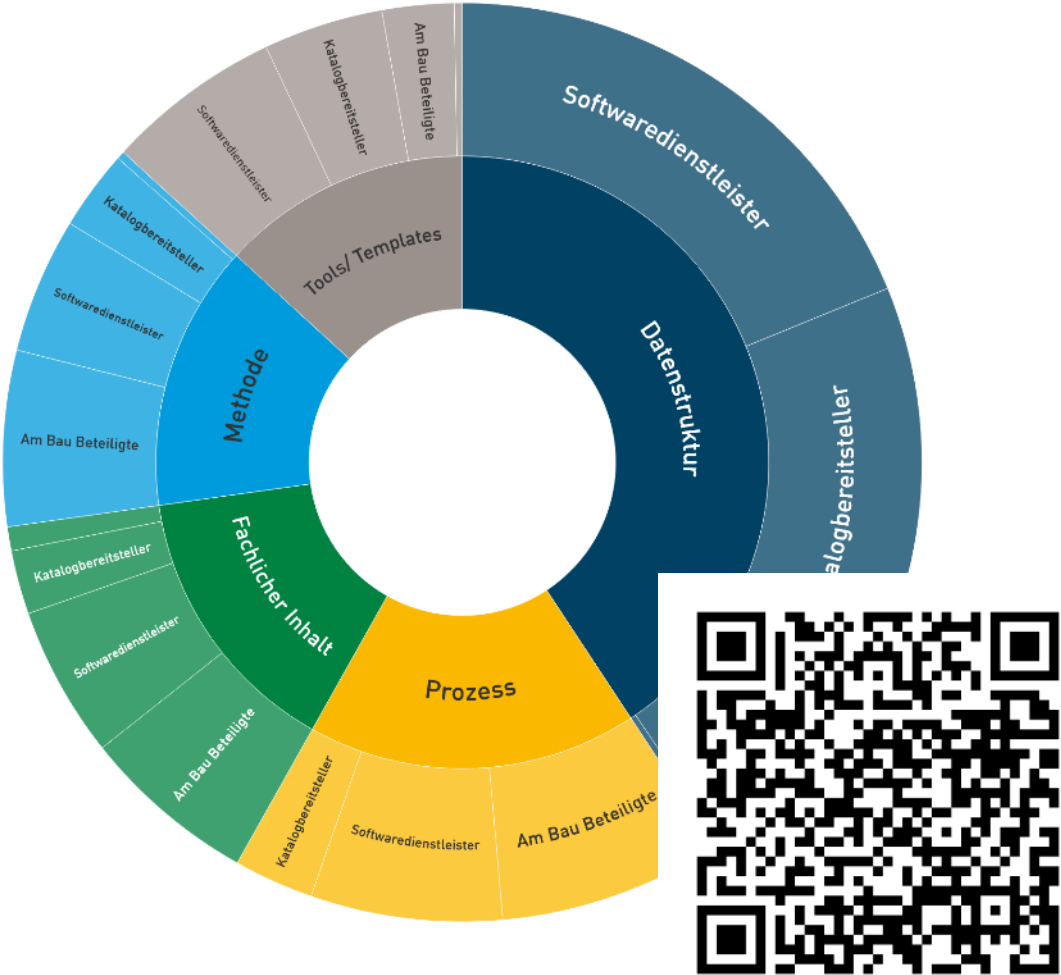 Softwaredienstleister
alogbereitsteller
Datenstruktur
Prozess
Am Bau Beteiligte
Softwaredienstleister
Katalogbereitsteller
Fachlicher Inhalt
Am Bau Beteiligte
Softwaredienstleister
Katalogbereitsteller
Methode
Am Bau Beteiligte
Softwaredienstleister
Katalogbereitsteller
Tools/ Templates
Softwaredienstleister
Katalogbereitsteller
Am Bau Beteiligte